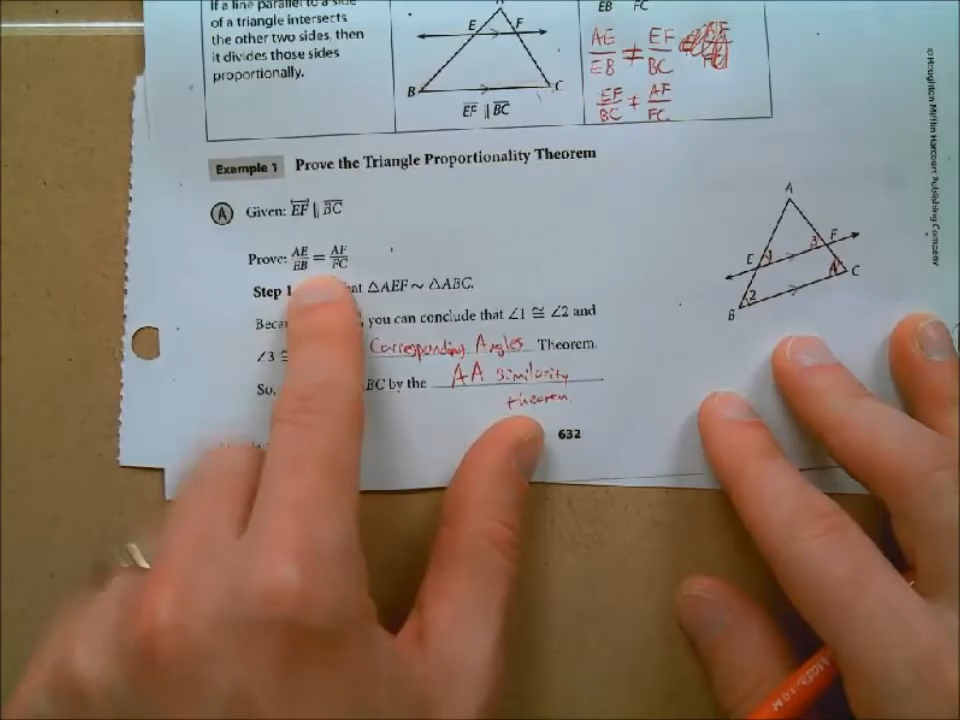 If a line parallel to a side
of a triangle intersects
the other two sides, then
it divides those sides
proportionally.
E F
B C
EF ∥ BC
EB FC
AE/EB ≠ EF/BC
EF/BC ≠ AF/FC
Example 1 Prove the Triangle Proportionality Theorem
A Given: EF ∥ BC
Prove: AE/EB = AF/FC
Step 1 △AEF ~ △ABC.
you can conclude that ∠1 ≅ ∠2 and
∠3 ≅ Corresponding Angles Theorem.
So, BC by the AA Similarity
theorem
632
A
E 1 3 F
B 2 4 C
© Houghton Mifflin Harcourt Publishing Company